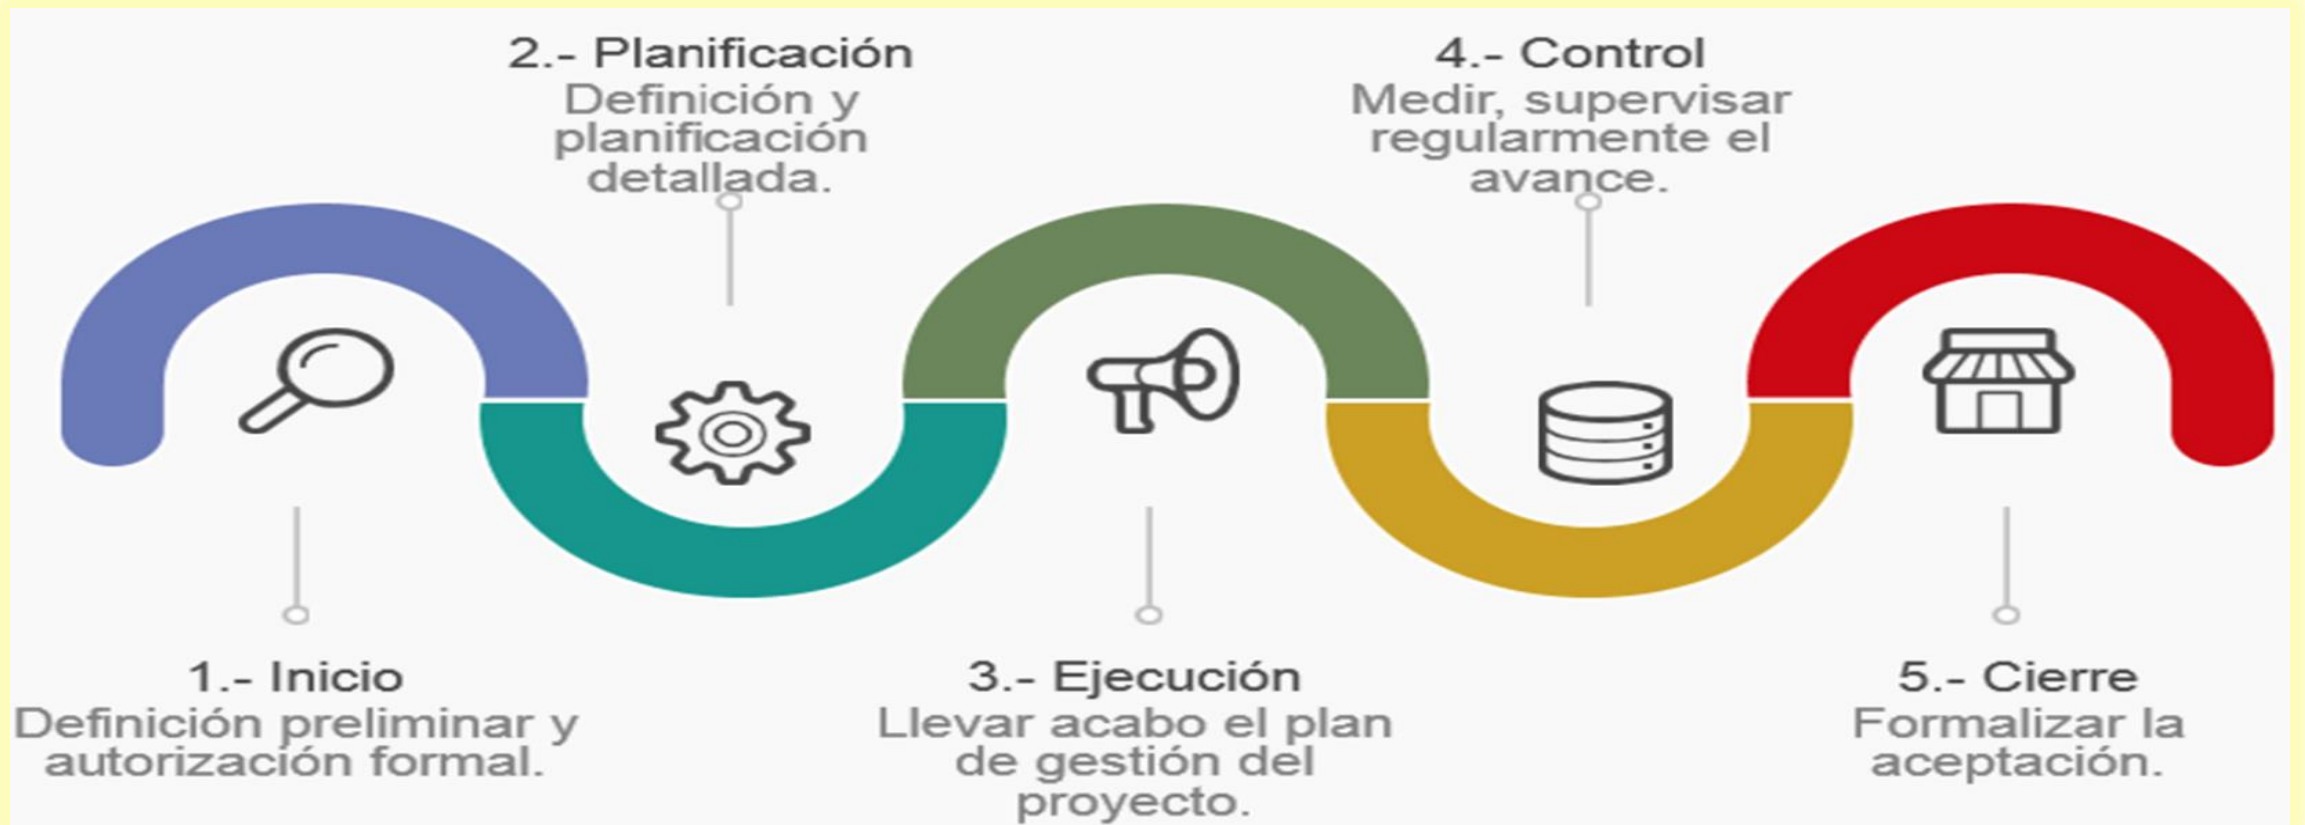 1.- Inicio
Definición preliminar y
autorización formal.
2.- Planificación
Definición y
planificación
detallada.
3.- Ejecución
Llevar acabo el plan
de gestión del
proyecto.
4.- Control
Medir, supervisar
regularmente el
avance.
5.- Cierre
Formalizar la
aceptación.